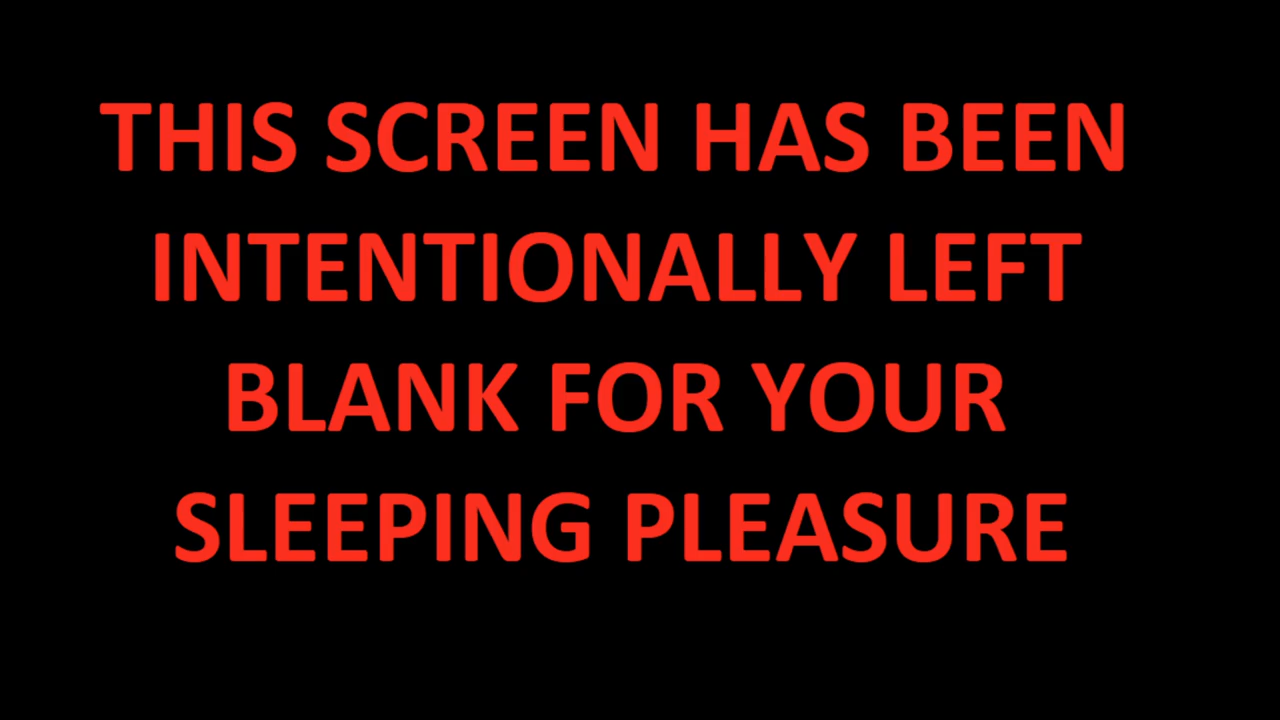 THIS SCREEN HAS BEEN
INTENTIONALLY LEFT
BLANK FOR YOUR
SLEEPING PLEASURE